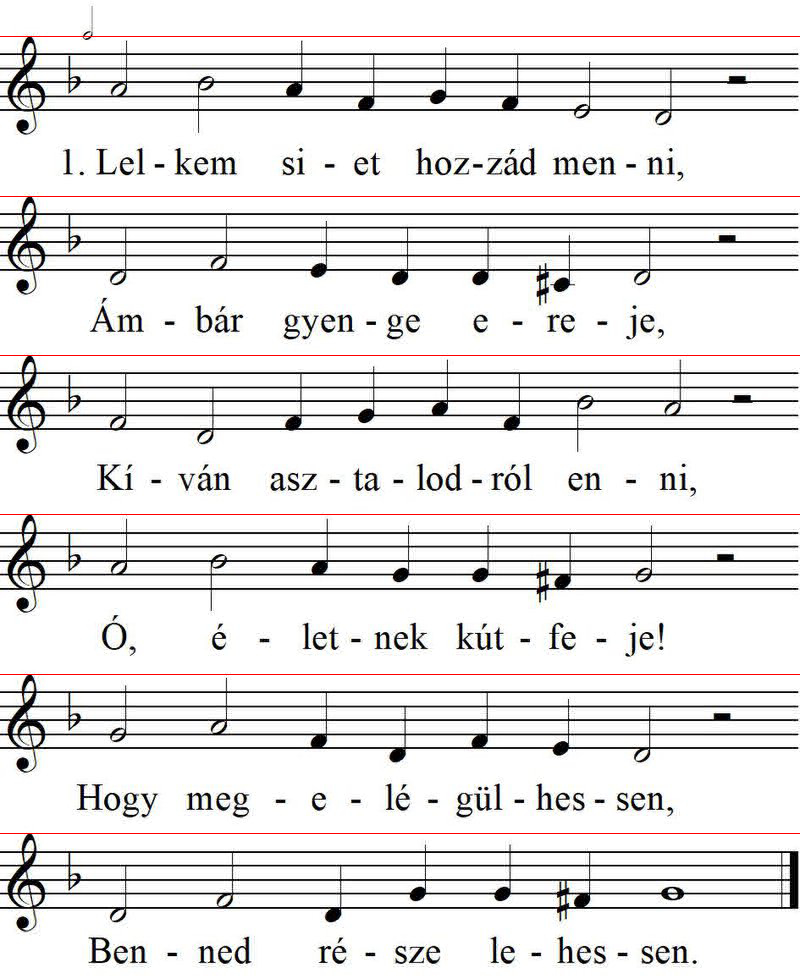 1. Lel - kem si - et hoz-zád men - ni,
Ám - bár gyen - ge e - re - je,
Kí - ván asz - ta - lod - ról en - ni,
Ó, é - let - nek kút - fe - je!
Hogy meg - e - lé - gül - hes - sen,
Ben - ned ré - sze le - hes - sen.